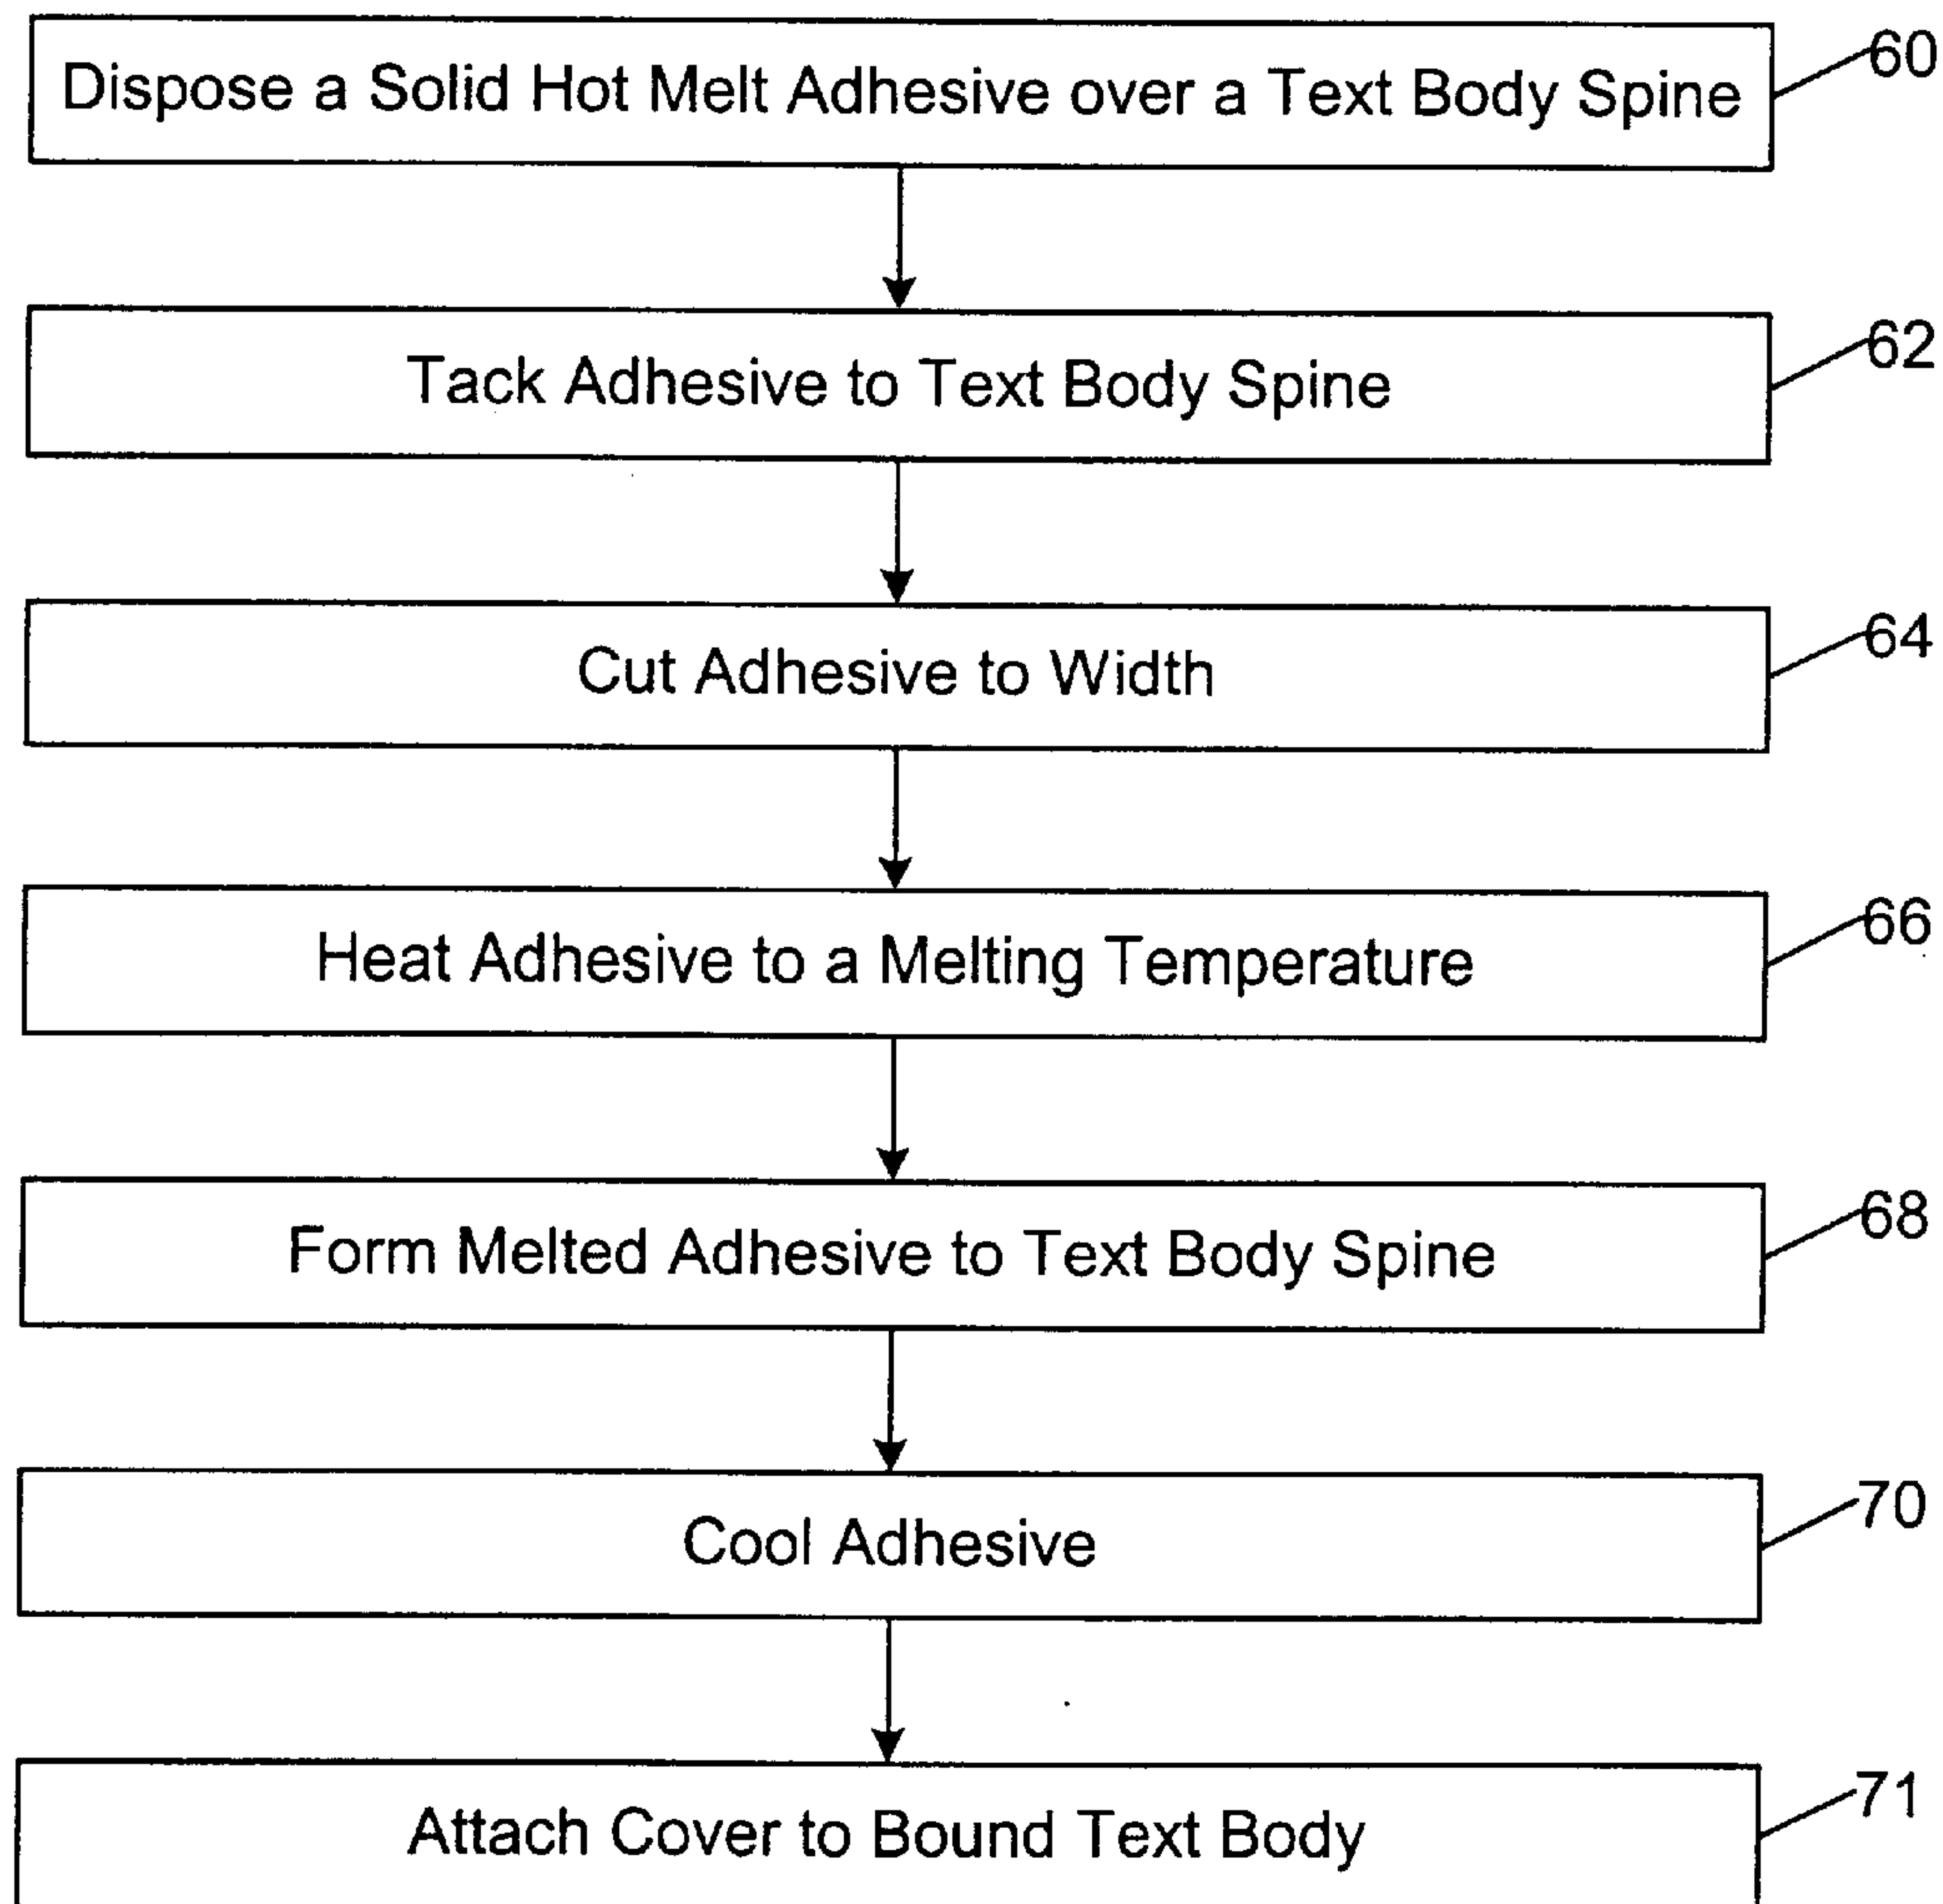 Dispose a Solid Hot Melt Adhesive over a Text Body Spine
60
Tack Adhesive to Text Body Spine
62
Cut Adhesive to Width
64
Heat Adhesive to a Melting Temperature
66
Form Melted Adhesive to Text Body Spine
68
Cool Adhesive
70
Attach Cover to Bound Text Body
71